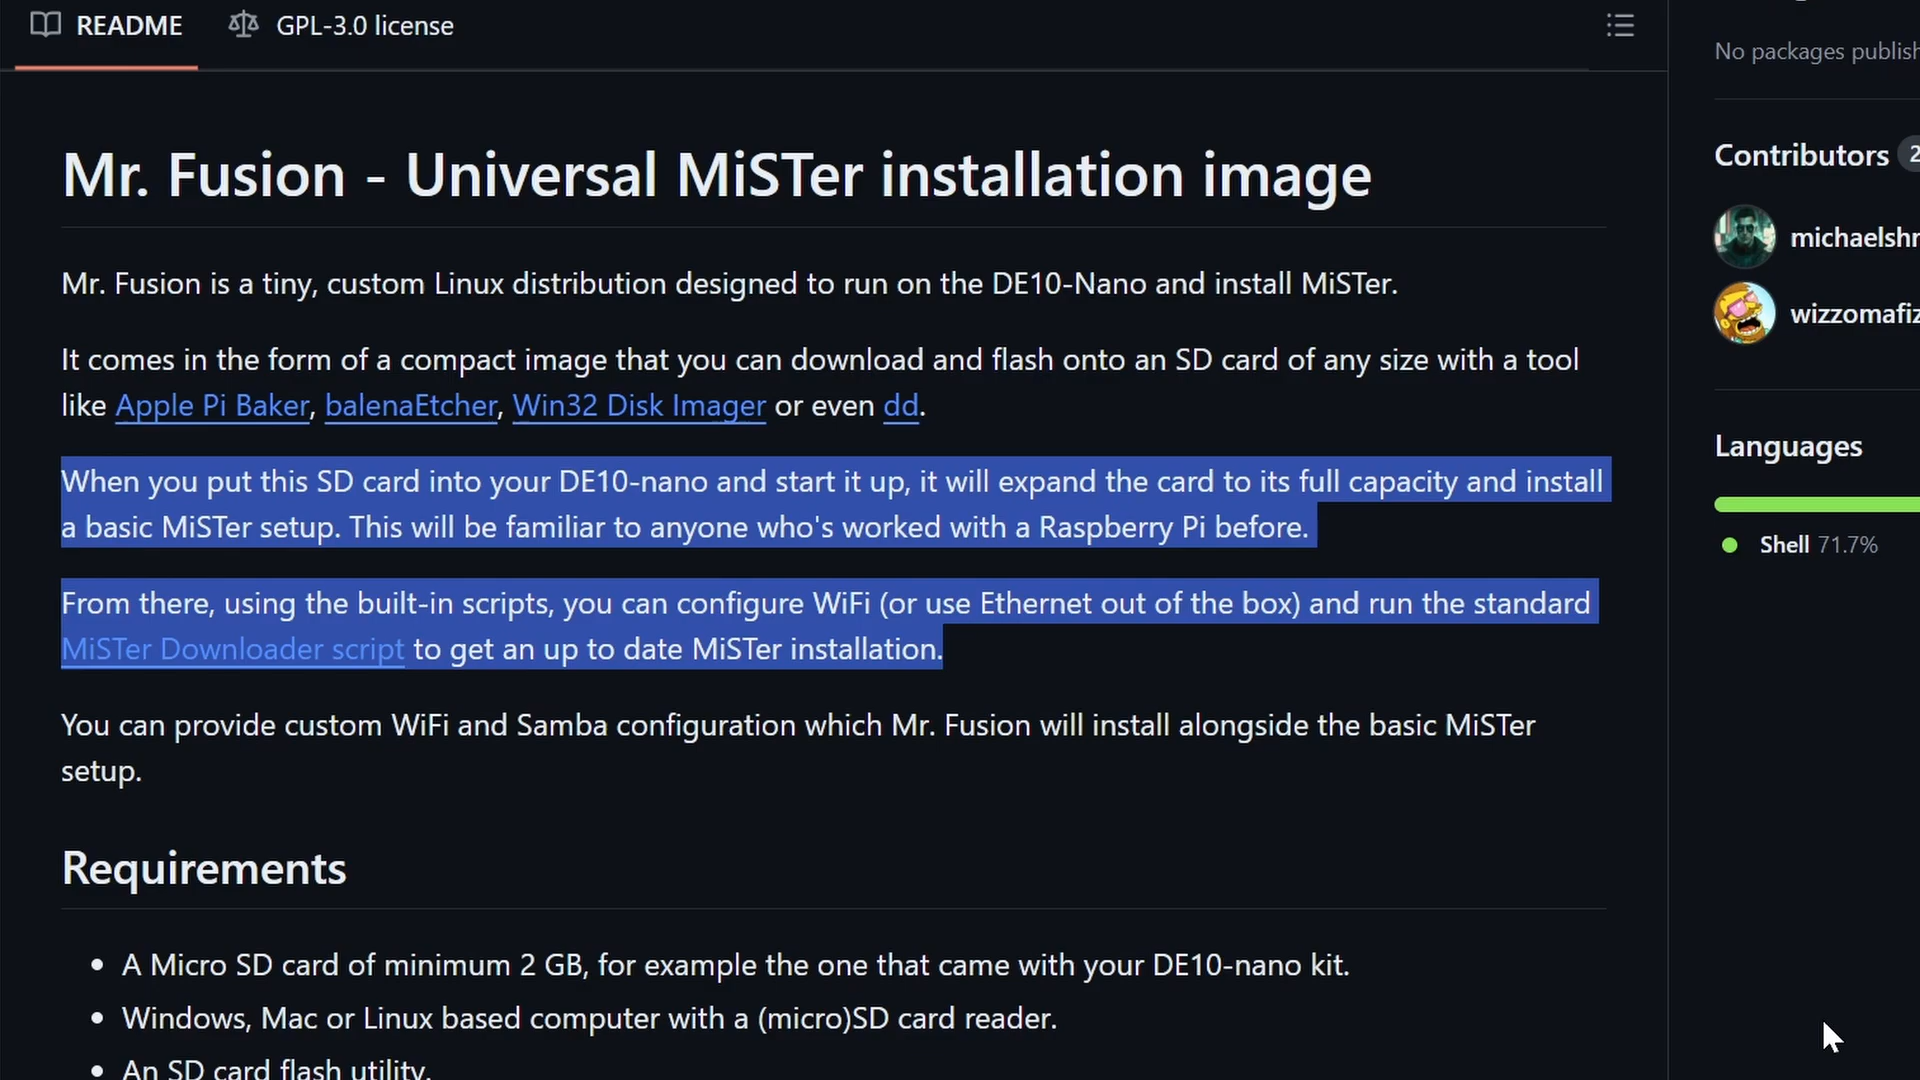 README
GPL-3.0 license
Mr. Fusion - Universal MiSTer installation image
Mr. Fusion is a tiny, custom Linux distribution designed to run on the DE10-Nano and install MiSTer.
It comes in the form of a compact image that you can download and flash onto an SD card of any size with a tool
like Apple Pi Baker, balenaEtcher, Win32 Disk Imager or even dd.
When you put this SD card into your DE10-nano and start it up, it will expand the card to its full capacity and install
a basic MiSTer setup. This will be familiar to anyone who's worked with a Raspberry Pi before.
From there, using the built-in scripts, you can configure WiFi (or use Ethernet out of the box) and run the standard
MiSTer Downloader script to get an up to date MiSTer installation.
You can provide custom WiFi and Samba configuration which Mr. Fusion will install alongside the basic MiSTer
setup.
Requirements
• A Micro SD card of minimum 2 GB, for example the one that came with your DE10-nano kit.
• Windows, Mac or Linux based computer with a (micro)SD card reader.
• An SD card flash utility.
No packages publish
Contributors 2
michaelshr
wizzomafiz
Languages
Shell 71.7%